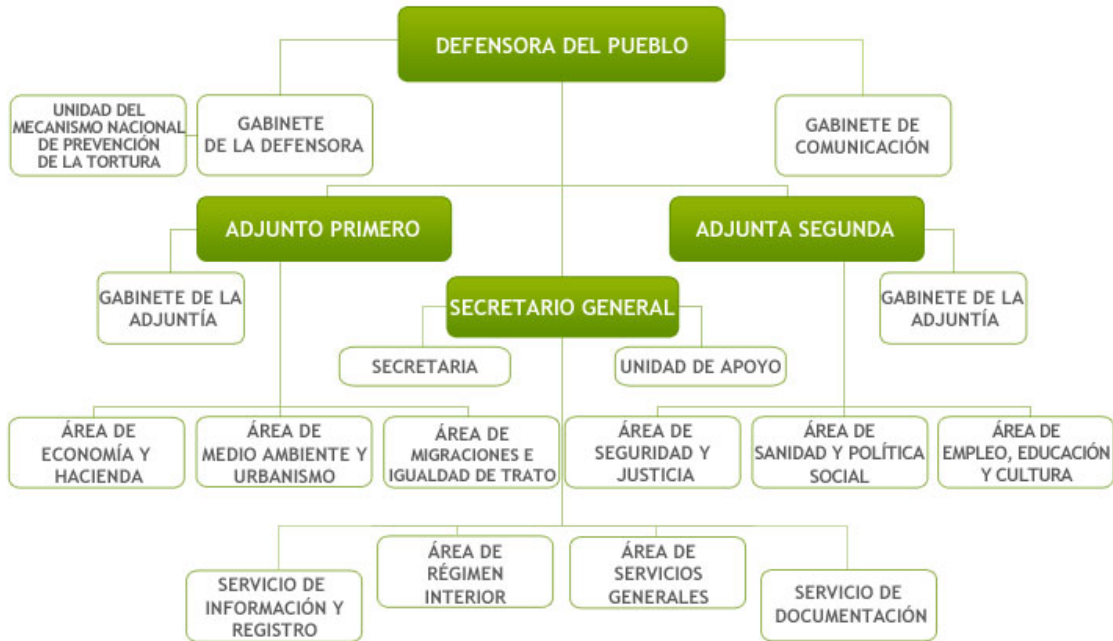 DEFENSORA DEL PUEBLO
UNIDAD DEL
MECANISMO NACIONAL
DE PREVENCIÓN
DE LA TORTURA
GABINETE
DE LA DEFENSORA
GABINETE DE
COMUNICACIÓN
ADJUNTO PRIMERO
ADJUNTA SEGUNDA
GABINETE DE LA
ADJUNTÍA
SECRETARIO GENERAL
GABINETE DE LA
ADJUNTÍA
SECRETARIA
UNIDAD DE APOYO
ÁREA DE
ECONOMÍA Y
HACIENDA
ÁREA DE
MEDIO AMBIENTE Y
URBANISMO
ÁREA DE
MIGRACIONES E
IGUALDAD DE TRATO
ÁREA DE
SEGURIDAD Y
JUSTICIA
ÁREA DE
SANIDAD Y POLÍTICA
SOCIAL
ÁREA DE
EMPLEO, EDUCACIÓN
Y CULTURA
SERVICIO DE
INFORMACIÓN Y
REGISTRO
ÁREA DE
RÉGIMEN
INTERIOR
ÁREA DE
SERVICIOS
GENERALES
SERVICIO DE
DOCUMENTACIÓN